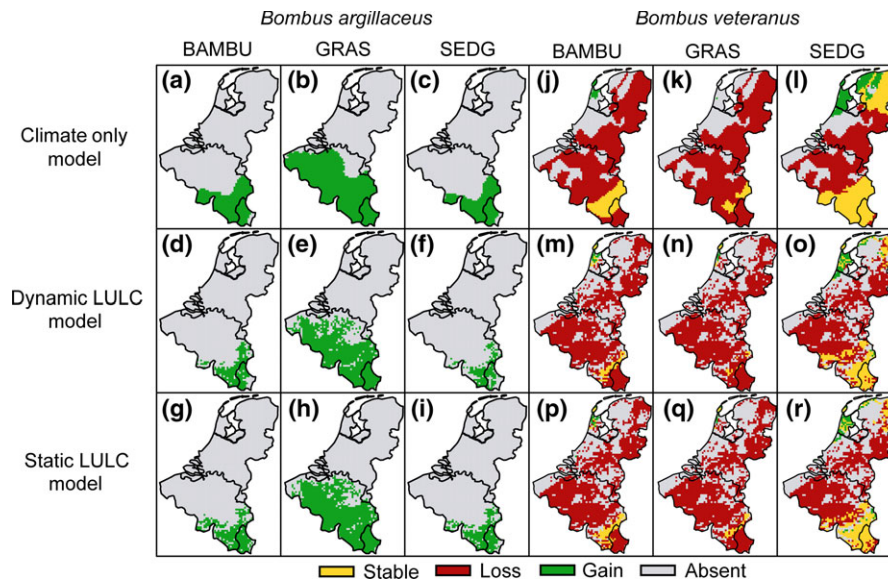 Bombus argillaceus Bombus veteranus
BAMBU GRAS SEDG BAMBU GRAS SEDG
(a) (b) (c) (j) (k) (l)
Climate only
model
(d) (e) (f) (m) (n) (o)
Dynamic LULC
model
(g) (h) (i) (p) (q) (r)
Static LULC
model
Stable Loss Gain Absent